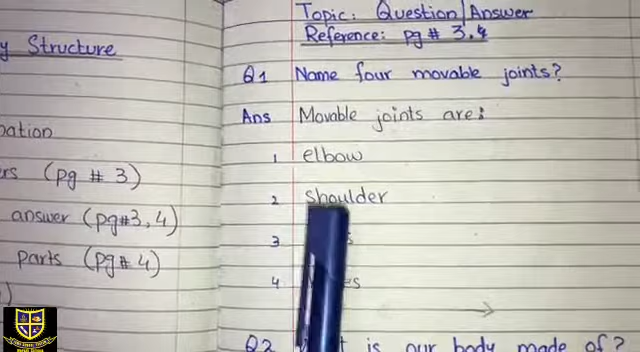 y Structure
nation
ers (pg # 3)
answer (pg#3,4)
parts (pg# 4)
Topic: Question/Answer
Reference: pg # 3,4
Q1 Name four movable joints?
Ans Movable joints are:
1 elbow
2 shoulder
3
4
Q2 is our body made of?